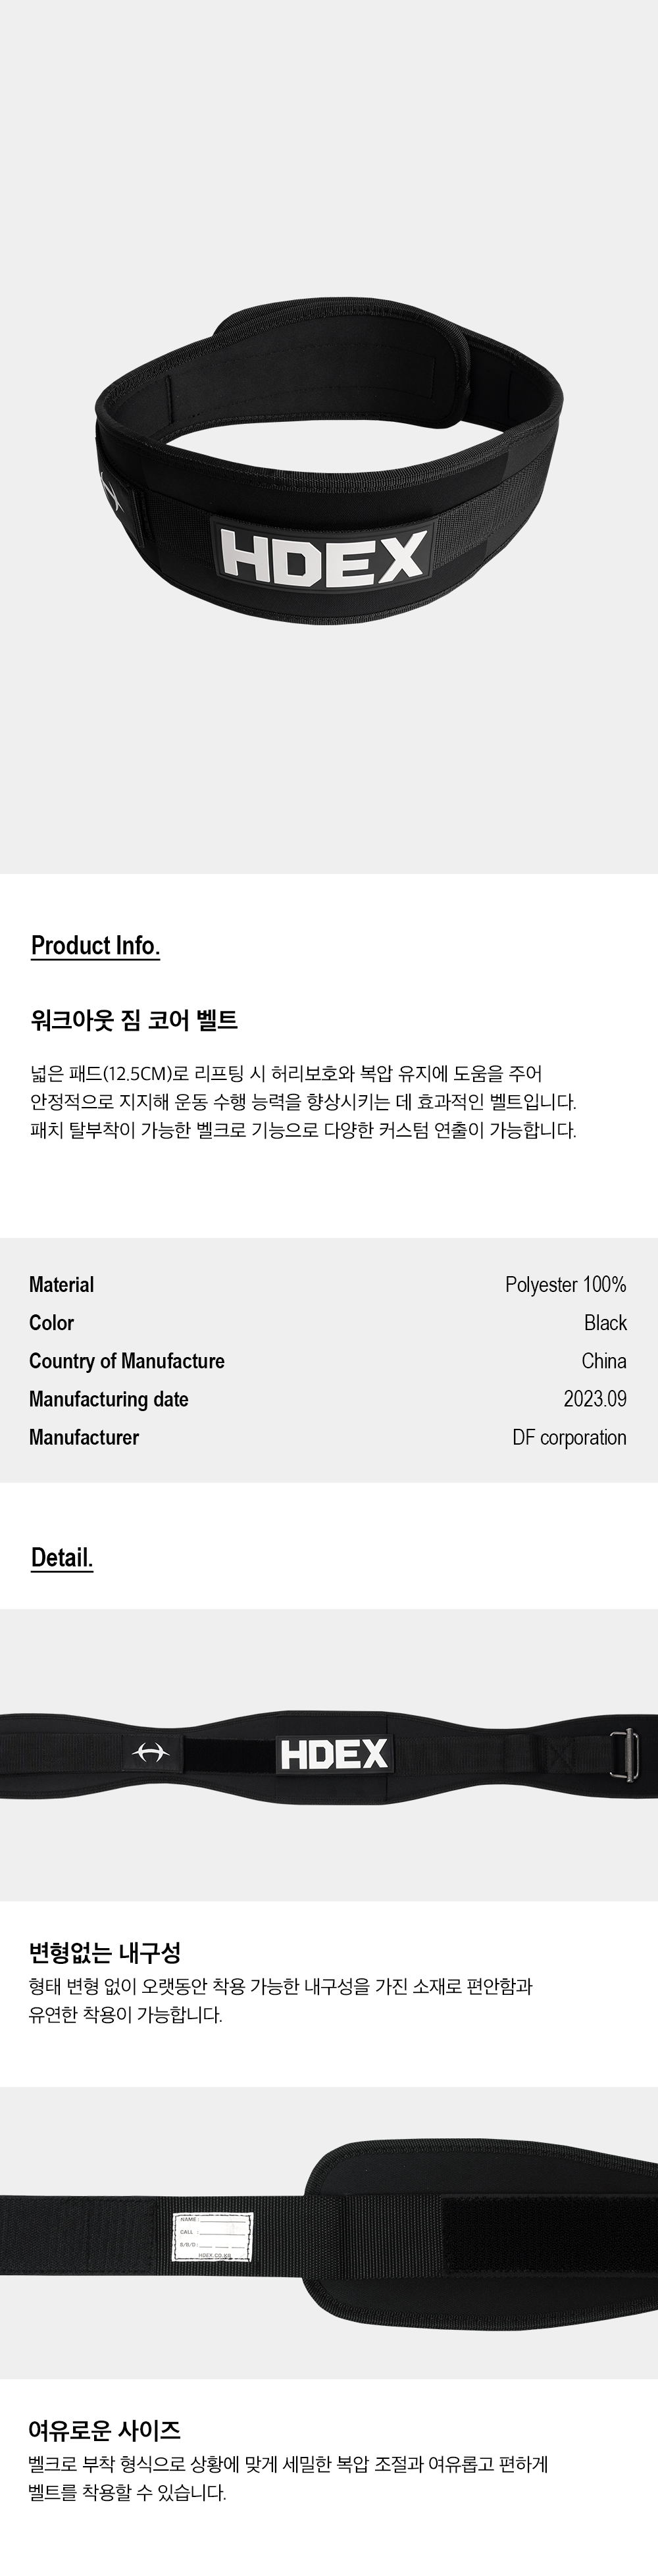 HDEX
Product Info.
워크아웃 짐 코어 벨트
넓은 패드(12.5CM)로 리프팅 시 허리보호와 복압 유지에 도움을 주어
안정적으로 지지해 운동 수행 능력을 향상시키는 데 효과적인 벨트입니다.
패치 탈부착이 가능한 벨크로 기능으로 다양한 커스텀 연출이 가능합니다.
Material Polyester 100%
Color Black
Country of Manufacture China
Manufacturing date 2023.09
Manufacturer DF corporation
Detail.
HDEX
변형없는 내구성
형태 변형 없이 오랫동안 착용 가능한 내구성을 가진 소재로 편안함과
유연한 착용이 가능합니다.
NAME:
CALL :
S/B/D:
HDEX.CO.KR
여유로운 사이즈
벨크로 부착 형식으로 상황에 맞게 세밀한 복압 조절과 여유롭고 편하게
벨트를 착용할 수 있습니다.